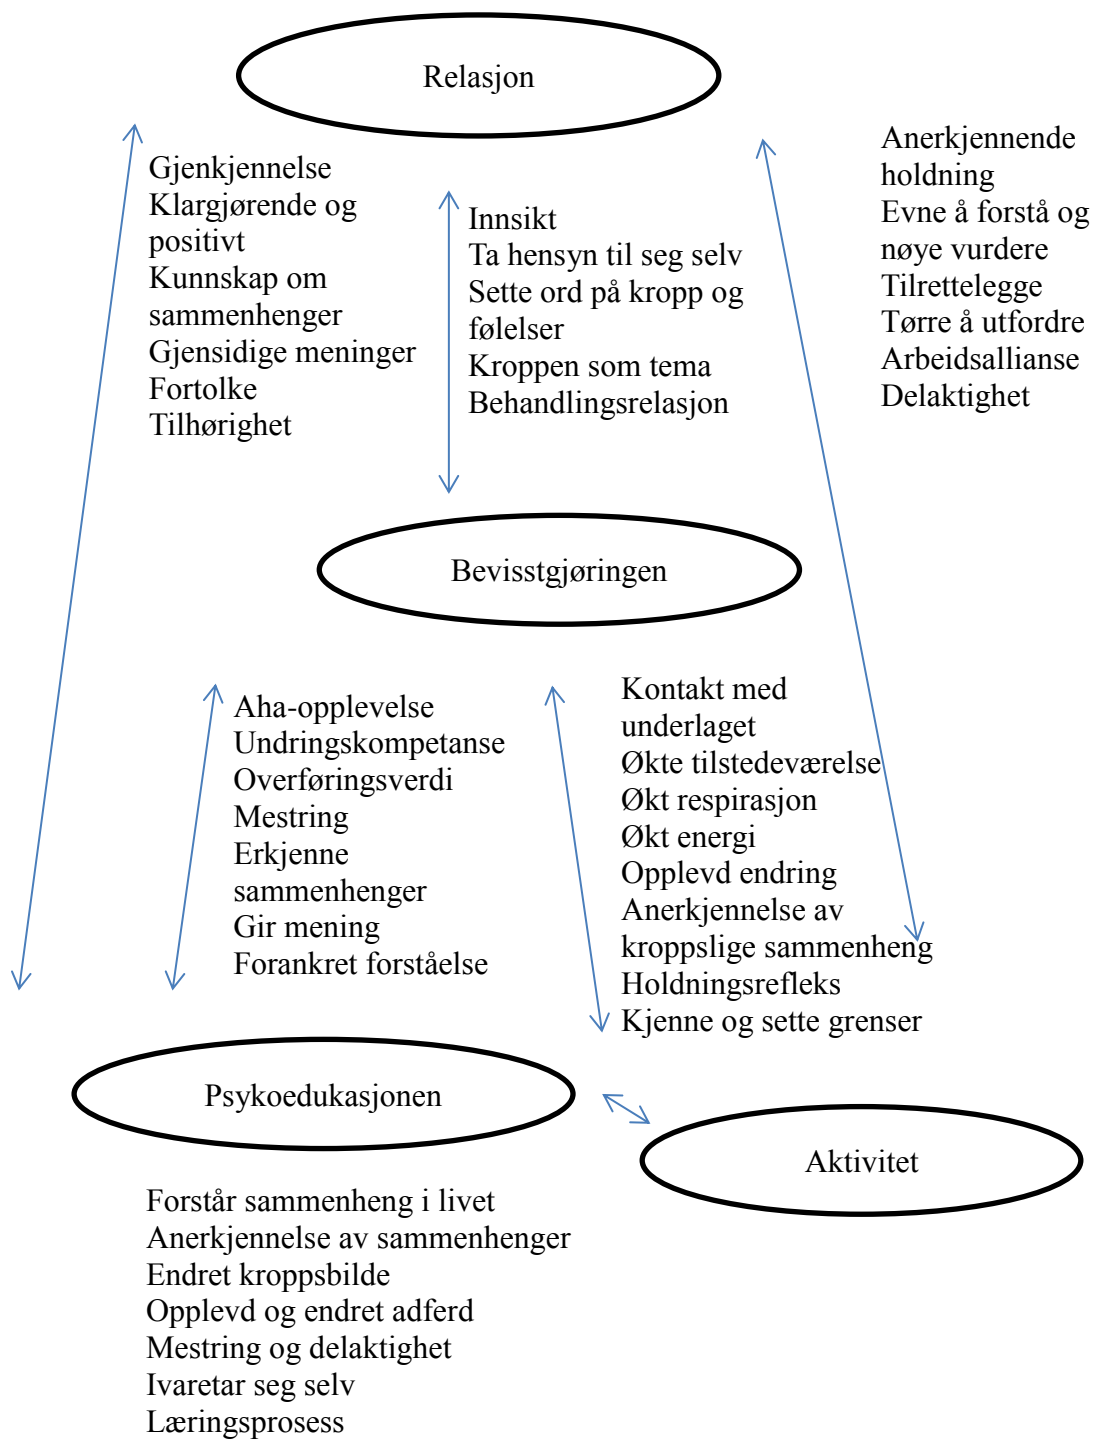 Relasjon
Gjenkjennelse
Klargjørende og
positivt
Kunnskap om
sammenhenger
Gjensidige meninger
Fortolke
Tilhørighet
Innsikt
Ta hensyn til seg selv
Sette ord på kropp og
følelser
Kroppen som tema
Behandlingsrelasjon
Anerkjennende
holdning
Evne å forstå og
nøye vurdere
Tilrettelegge
Tørre å utfordre
Arbeidsallianse
Delaktighet
Bevisstgjøringen
Aha-opplevelse
Undringskompetanse
Overføringsverdi
Mestring
Erkjenne
sammenhenger
Gir mening
Forankret forståelse
Kontakt med
underlaget
Økte tilstedeværelse
Økt respirasjon
Økt energi
Opplevd endring
Anerkjennelse av
kroppslige sammenheng
Holdningsrefleks
Kjenne og sette grenser
Psykoedukasjonen
Aktivitet
Forstår sammenheng i livet
Anerkjennelse av sammenhenger
Endret kroppsbilde
Opplevd og endret adferd
Mestring og delaktighet
Ivaretar seg selv
Læringsprosess